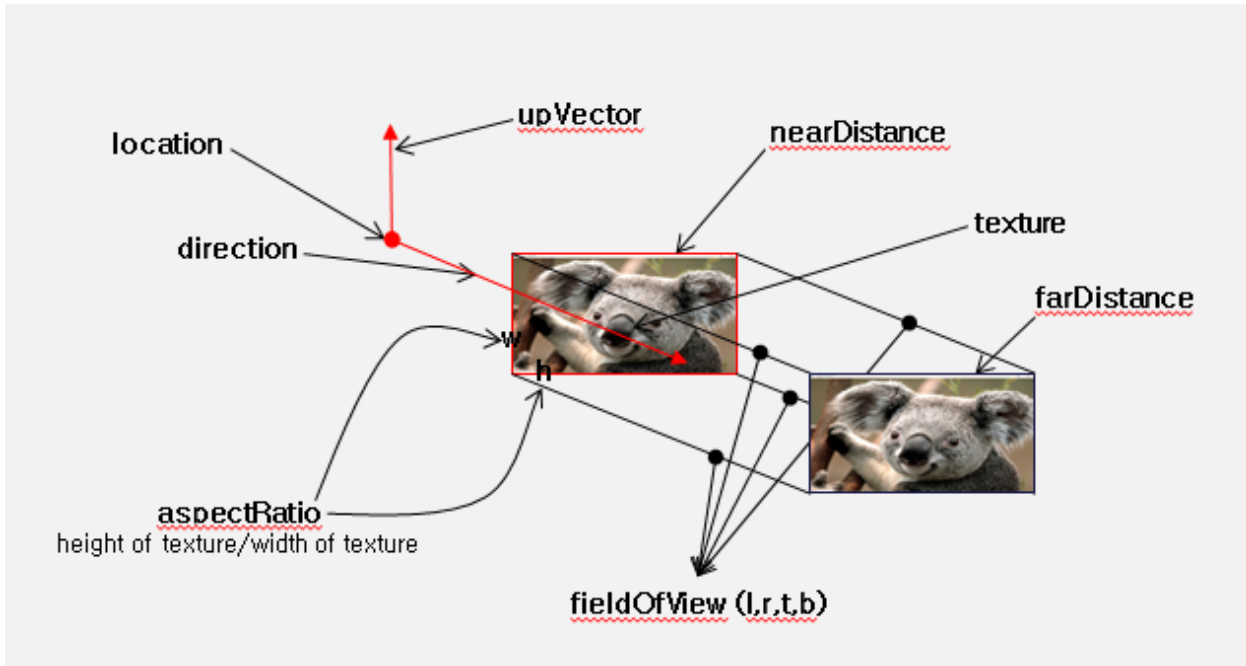 upVector
nearDistance
location
texture
direction
farDistance
w
h
aspectRatio
height of texture/width of texture
fieldOfView (l,r,t,b)